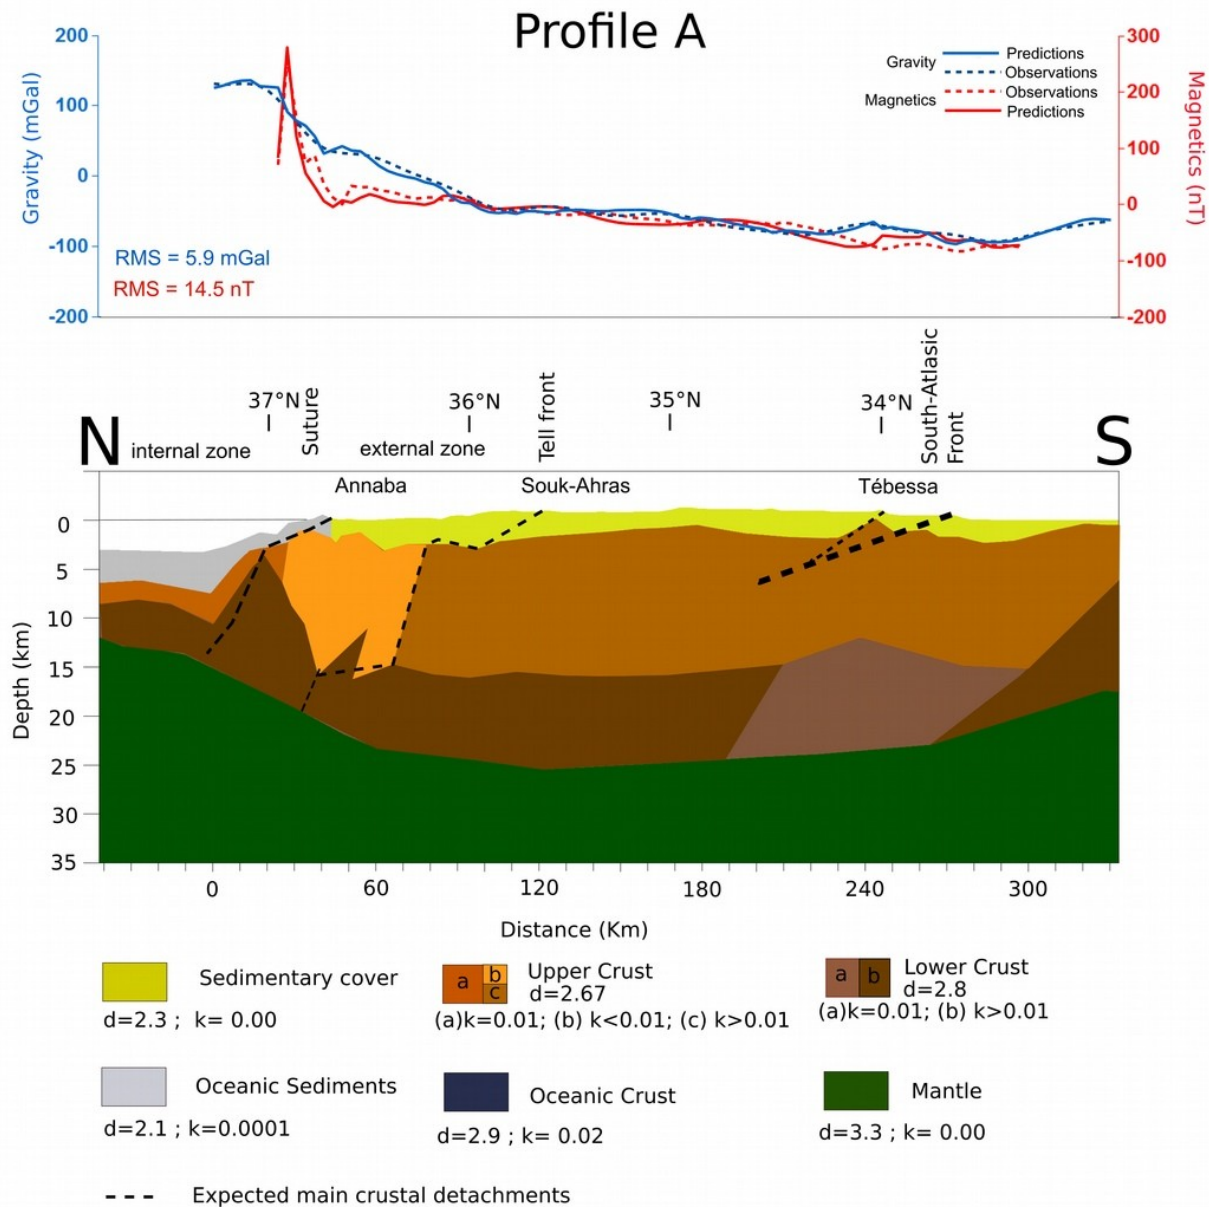 Profile A
200
100
0
-100
-200
Gravity (mGal)
300
200
100
0
-100
-200
Magnetics (nT)
Gravity
Predictions
Observations
Magnetics
Observations
Predictions
RMS = 5.9 mGal
RMS = 14.5 nT
37°N
Suture
36°N
Tell front
35°N
34°N
South-Atlasic
Front
N
internal zone
external zone
S
Annaba
Souk-Ahras
Tébessa
0
5
10
15
20
25
30
35
Depth (km)
0
60
120
180
240
300
Distance (Km)
Sedimentary cover
d=2.3 ; k= 0.00
a
b
c
Upper Crust
d=2.67
(a)k=0.01; (b) k<0.01; (c) k>0.01
a
b
Lower Crust
d=2.8
(a)k=0.01; (b) k>0.01
Oceanic Sediments
d=2.1 ; k=0.0001
Oceanic Crust
d=2.9 ; k= 0.02
Mantle
d=3.3 ; k= 0.00
Expected main crustal detachments